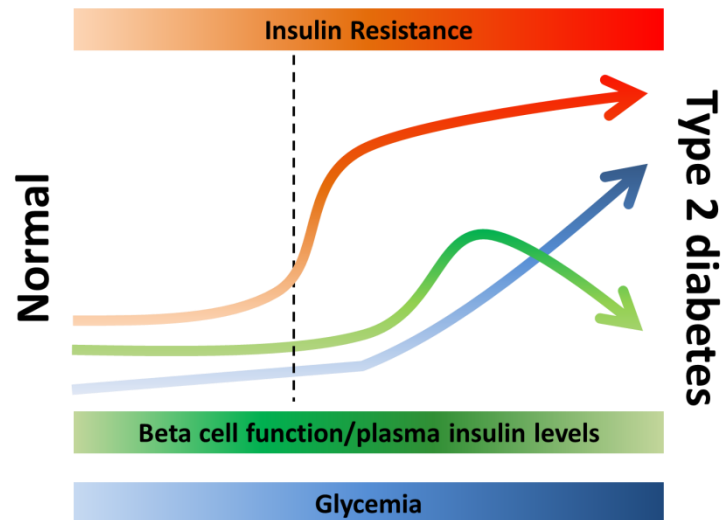 Insulin Resistance
Normal
Type 2 diabetes
Beta cell function/plasma insulin levels
Glycemia